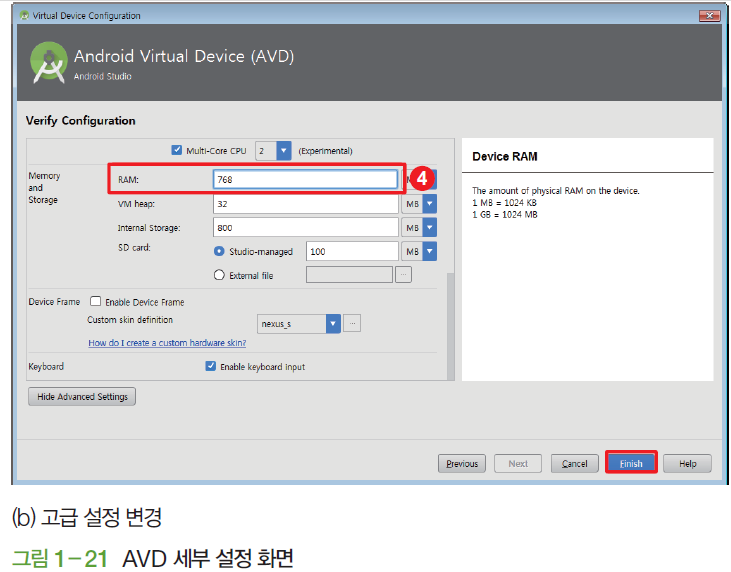 Virtual Device Configuration
Android Virtual Device (AVD)
Android Studio
Verify Configuration
Multi-Core CPU 2 (Experimental)
Memory
and
Storage
RAM: 768 M 4
VM heap: 32 MB
Internal Storage: 800 MB
SD card: Studio-managed 100 MB
External file ...
Device Frame Enable Device Frame
Custom skin definition nexus_s ...
How do I create a custom hardware skin?
Keyboard Enable keyboard input
Hide Advanced Settings
Device RAM
The amount of physical RAM on the device.
1 MB = 1024 KB
1 GB = 1024 MB
Previous Next Cancel Finish Help
(b) 고급 설정 변경
그림 1-21 AVD 세부 설정 화면